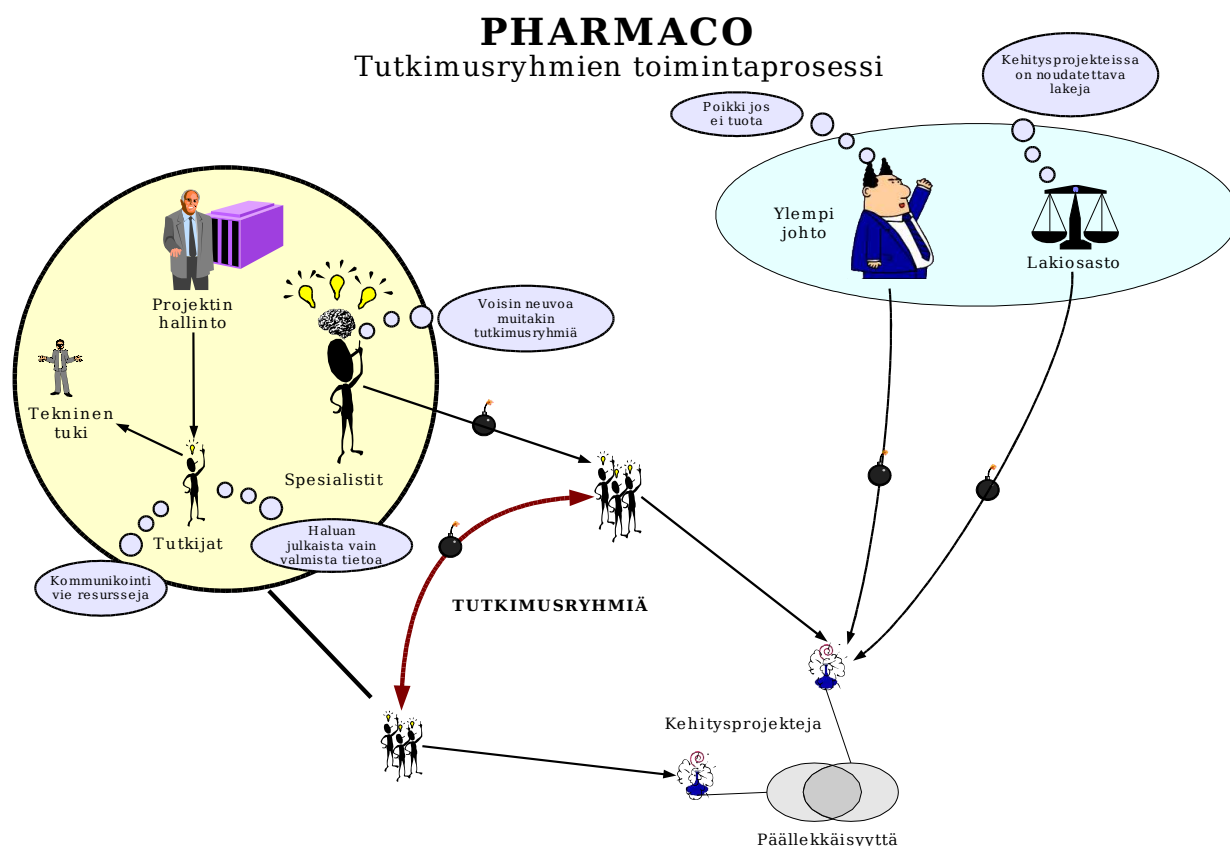 PHARMACO
Tutkimusryhmien toimintaprosessi
Kehitysprojekteissa
on noudatettava
lakeja
Poikki jos
ei tuota
Ylempi
johto
Lakiosasto
Projektin
hallinto
Voisin neuvoa
muitakin
tutkimusryhmiä
Tekninen
tuki
Spesialistit
Tutkijat
Haluan
julkaista vain
valmista tietoa
Kommunikointi
vie resursseja
TUTKIMUSRYHMIÄ
Kehitysprojekteja
Päällekkäisyyttä